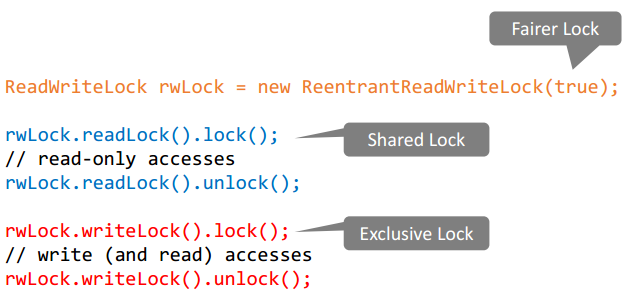 Fairer Lock
ReadWriteLock rwLock = new ReentrantReadWriteLock(true);
rwLock.readLock().lock();
Shared Lock
// read-only accesses
rwLock.readLock().unlock();
rwLock.writeLock().lock();
Exclusive Lock
// write (and read) accesses
rwLock.writeLock().unlock();